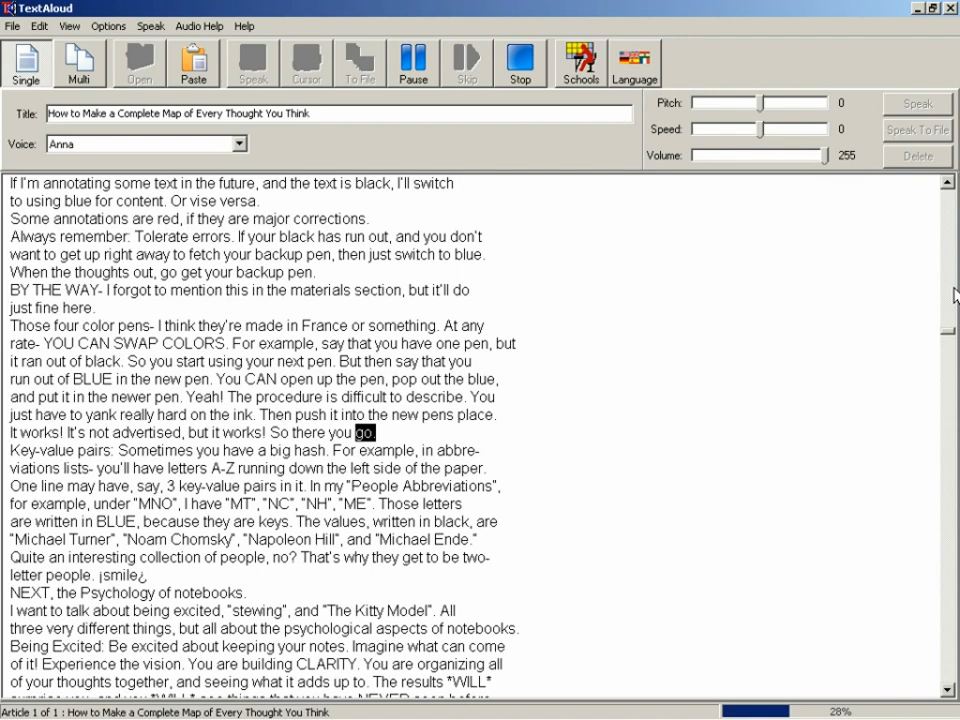 TextAloud
File Edit View Options Speak Audio Help Help
Single Multi Open Paste Speak Cursor To File Pause Skip Stop Schools Language
Title: How to Make a Complete Map of Every Thought You Think
Voice: Anna
Pitch: 0 Speak
Speed: 0 Speak To File
Volume: 255 Delete
If I'm annotating some text in the future, and the text is black, I'll switch
to using blue for content. Or vise versa.
Some annotations are red, if they are major corrections.
Always remember: Tolerate errors. If your black has run out, and you don't
want to get up right away to fetch your backup pen, then just switch to blue.
When the thoughts out, go get your backup pen.
BY THE WAY- I forgot to mention this in the materials section, but it'll do
just fine here.
Those four color pens- I think they're made in France or something. At any
rate- YOU CAN SWAP COLORS. For example, say that you have one pen, but
it ran out of black. So you start using your next pen. But then say that you
run out of BLUE in the new pen. You CAN open up the pen, pop out the blue,
and put it in the newer pen. Yeah! The procedure is difficult to describe. You
just have to yank really hard on the ink. Then push it into the new pens place.
It works! It's not advertised, but it works! So there you go.
Key-value pairs: Sometimes you have a big hash. For example, in abbre-
viations lists- you'll have letters A-Z running down the left side of the paper.
One line may have, say, 3 key-value pairs in it. In my "People Abbreviations",
for example, under "MNO", I have "MT", "NC", "NH", "ME". Those letters
are written in BLUE, because they are keys. The values, written in black, are
"Michael Turner", "Noam Chomsky", "Napoleon Hill", and "Michael Ende."
Quite an interesting collection of people, no? That's why they get to be two-
letter people. ¡smile¿
NEXT, the Psychology of notebooks.
I want to talk about being excited, "stewing", and "The Kitty Model". All
three very different things, but all about the psychological aspects of notebooks.
Being Excited: Be excited about keeping your notes. Imagine what can come
of it! Experience the vision. You are building CLARITY. You are organizing all
of your thoughts together, and seeing what it adds up to. The results *WILL*
surprise you, and you *WILL* see things that you have NEVER seen before
Article 1 of 1 : How to Make a Complete Map of Every Thought You Think 28%